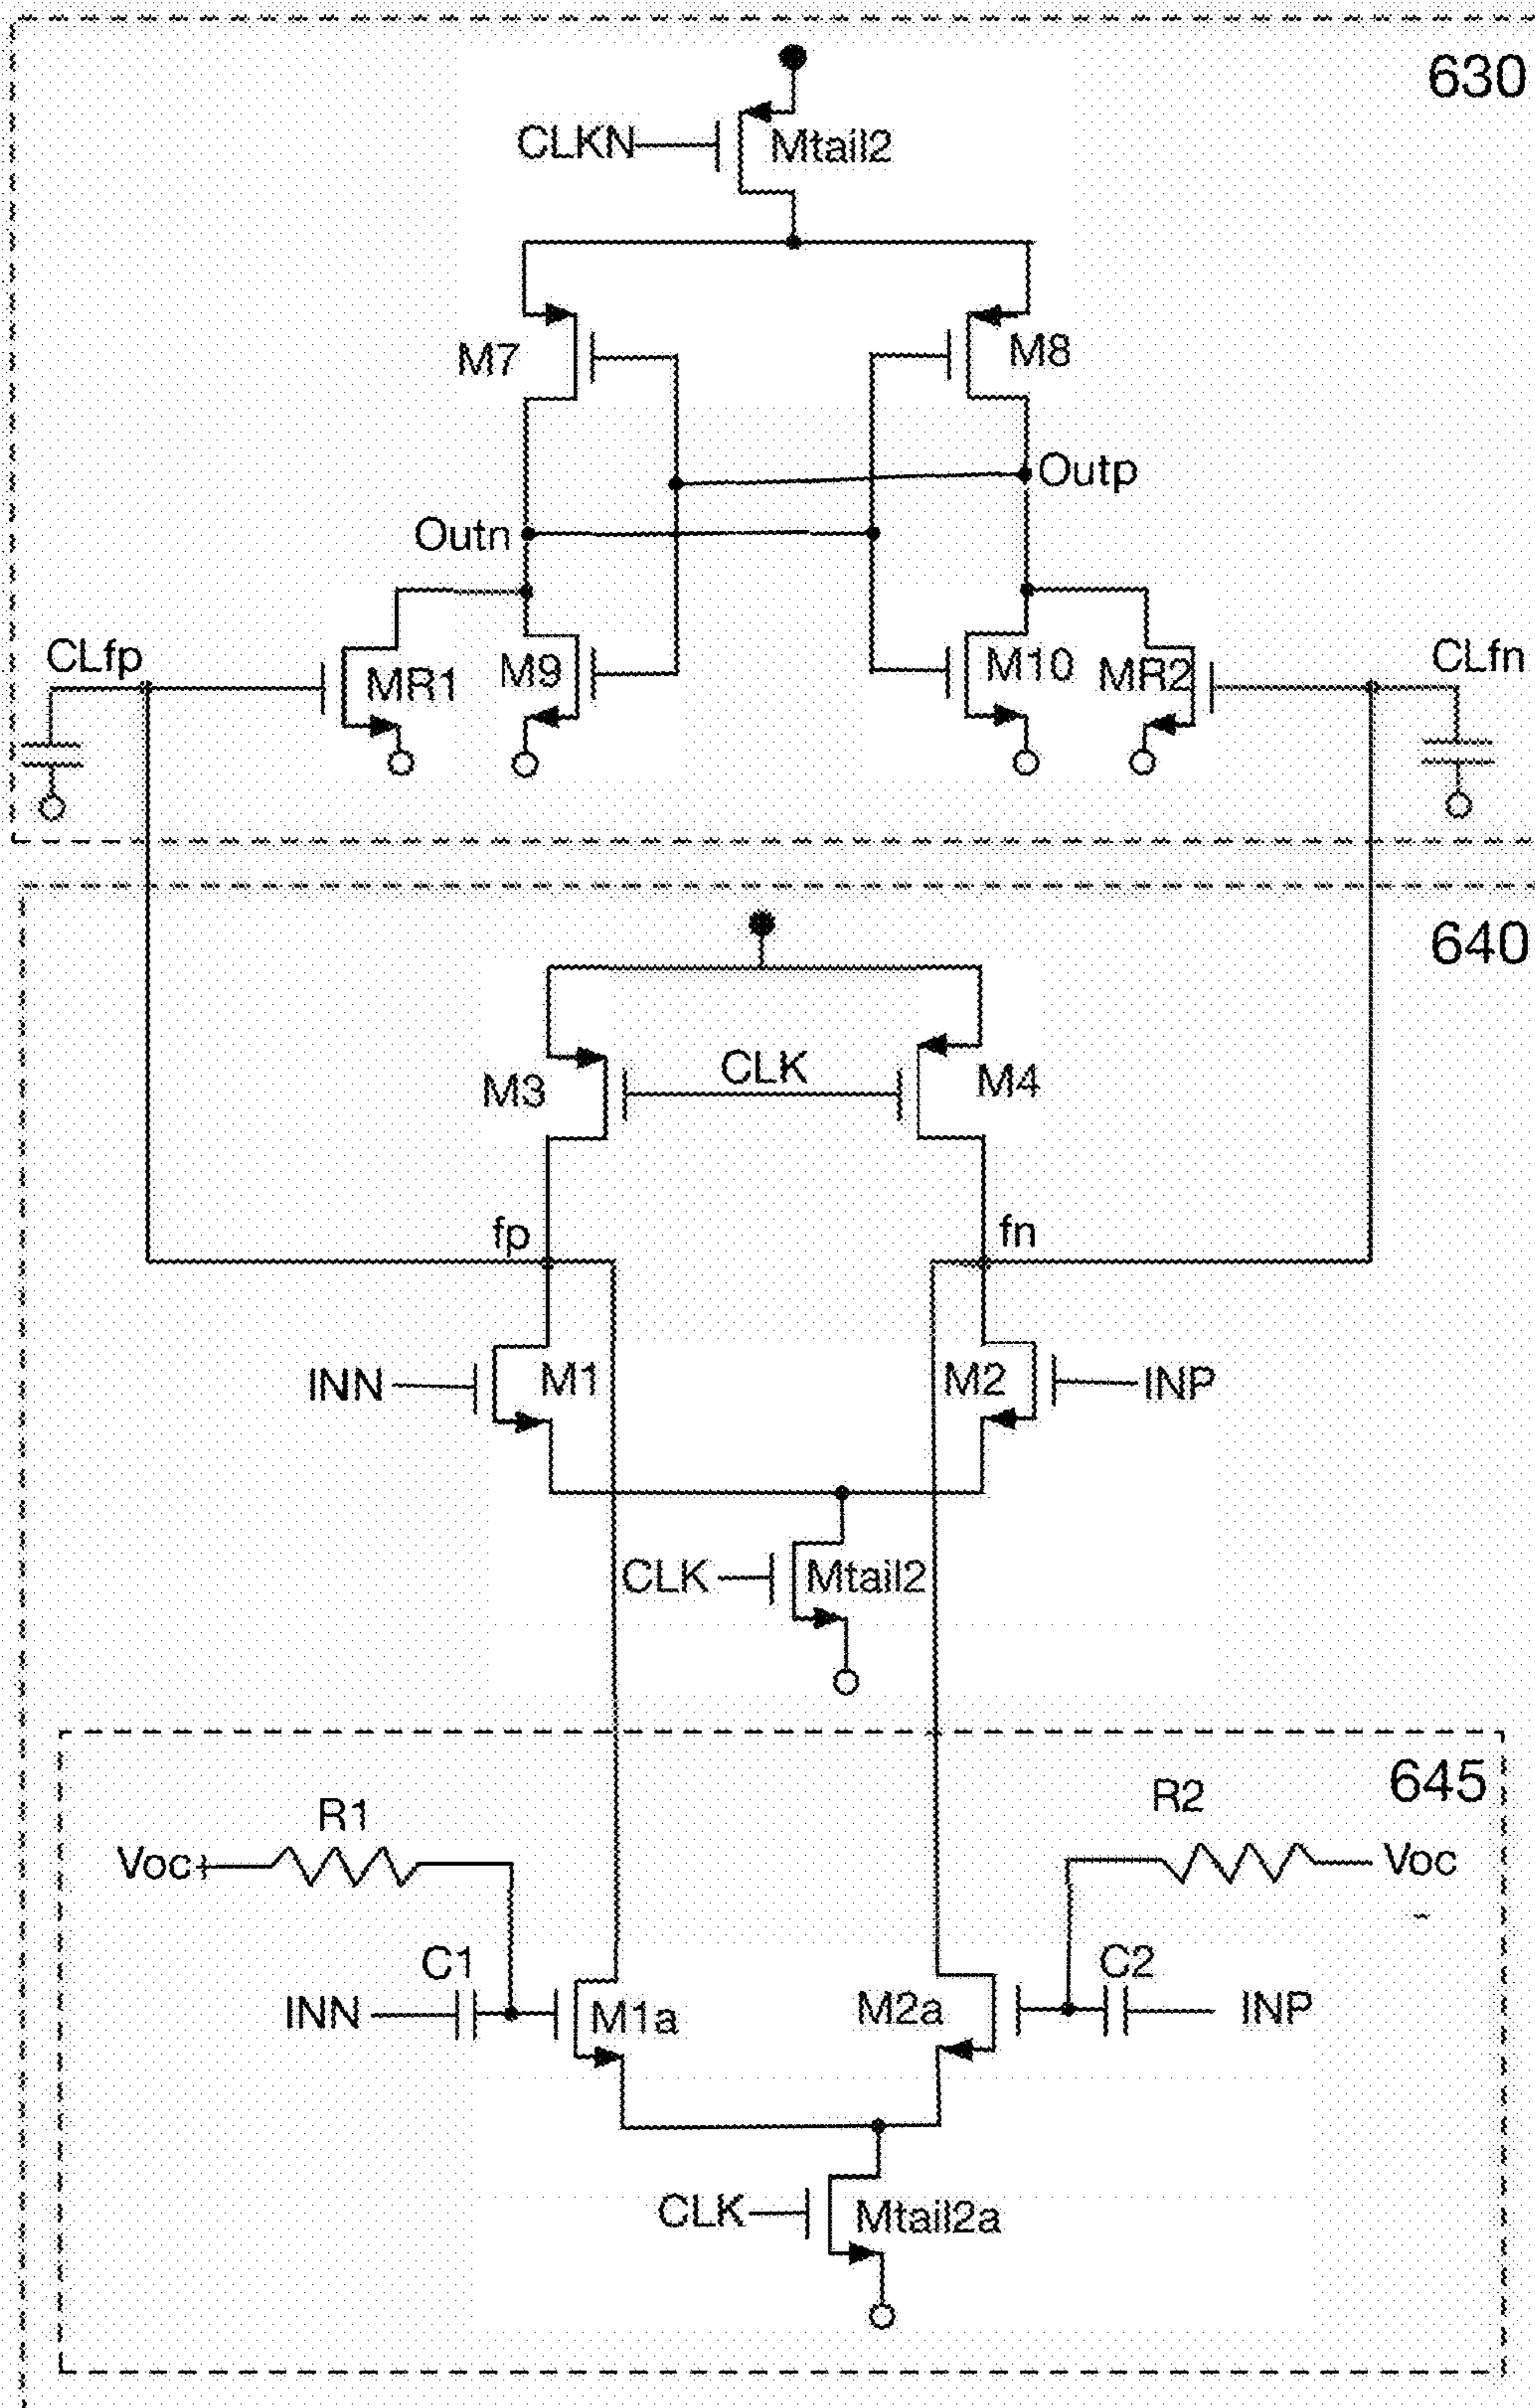 630
CLKN
Mtail2
M7
M8
Outp
Outn
CLfp
MR1
M9
M10
MR2
CLfn
640
M3
CLK
M4
fp
fn
INN
M1
M2
INP
CLK
Mtail2
645
R1
R2
Voc+
Voc
-
C1
C2
INN
M1a
M2a
INP
CLK
Mtail2a